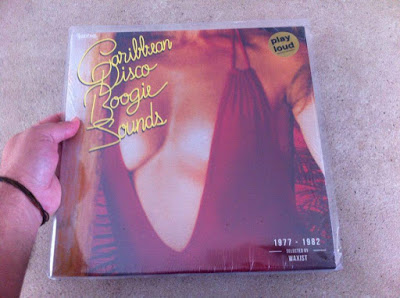 Caribbean
Disco
Boogie
Sounds
play
loud
1977 - 1982
SELECTED BY
WAXIST